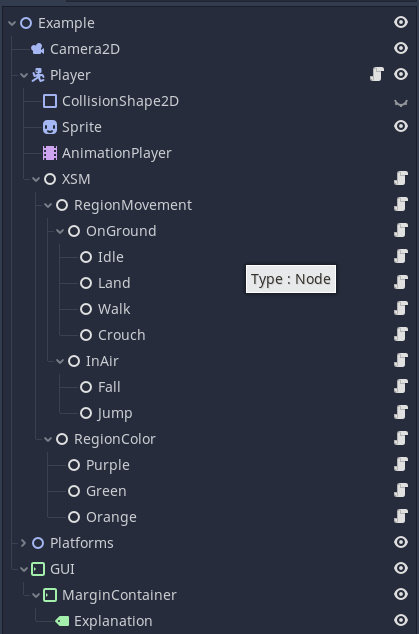 Example
Camera2D
Player
CollisionShape2D
Sprite
AnimationPlayer
XSM
RegionMovement
OnGround
Idle
Type : Node
Land
Walk
Crouch
InAir
Fall
Jump
RegionColor
Purple
Green
Orange
Platforms
GUI
MarginContainer
Explanation